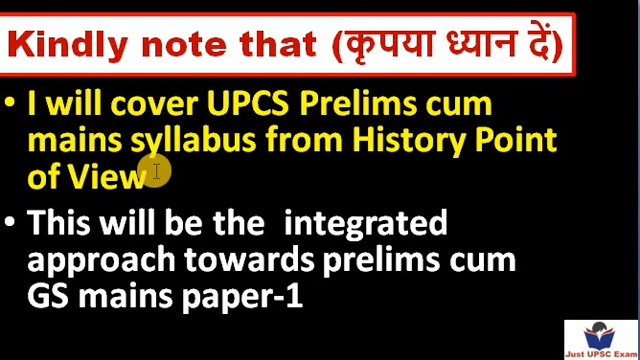 Kindly note that (कृपया ध्यान दें)
• I will cover UPCS Prelims cum
mains syllabus from History Point
of View
• This will be the integrated
approach towards prelims cum
GS mains paper-1
Just UPSC Exam